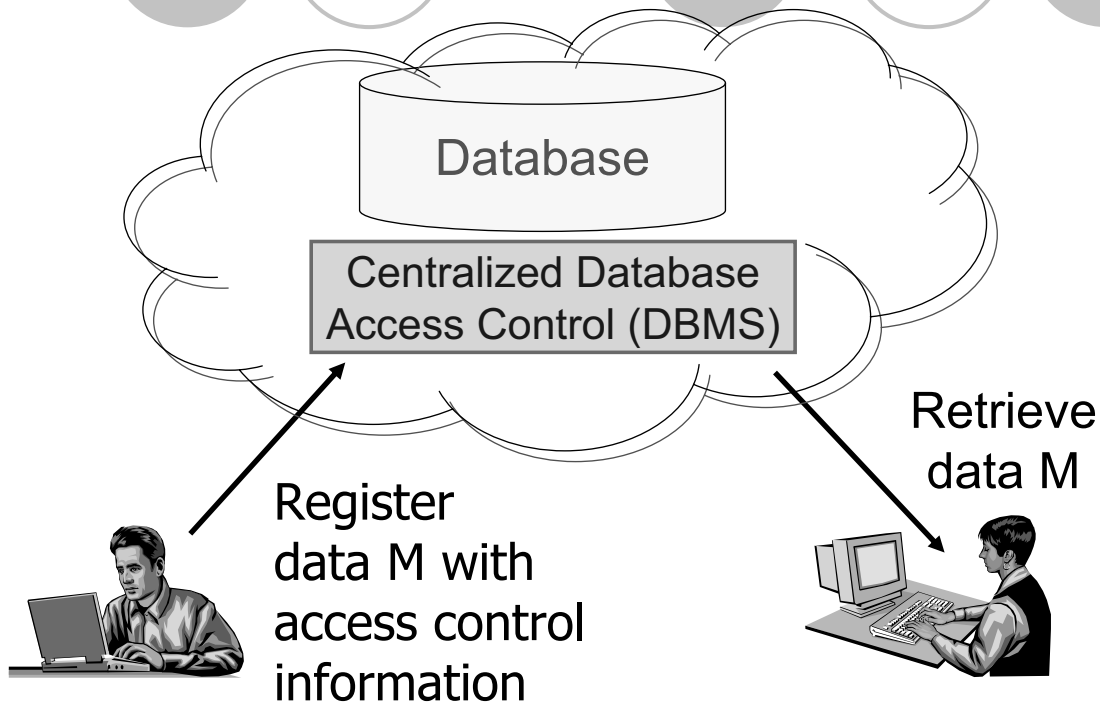 Database
Centralized Database
Access Control (DBMS)
Retrieve
data M
Register
data M with
access control
information